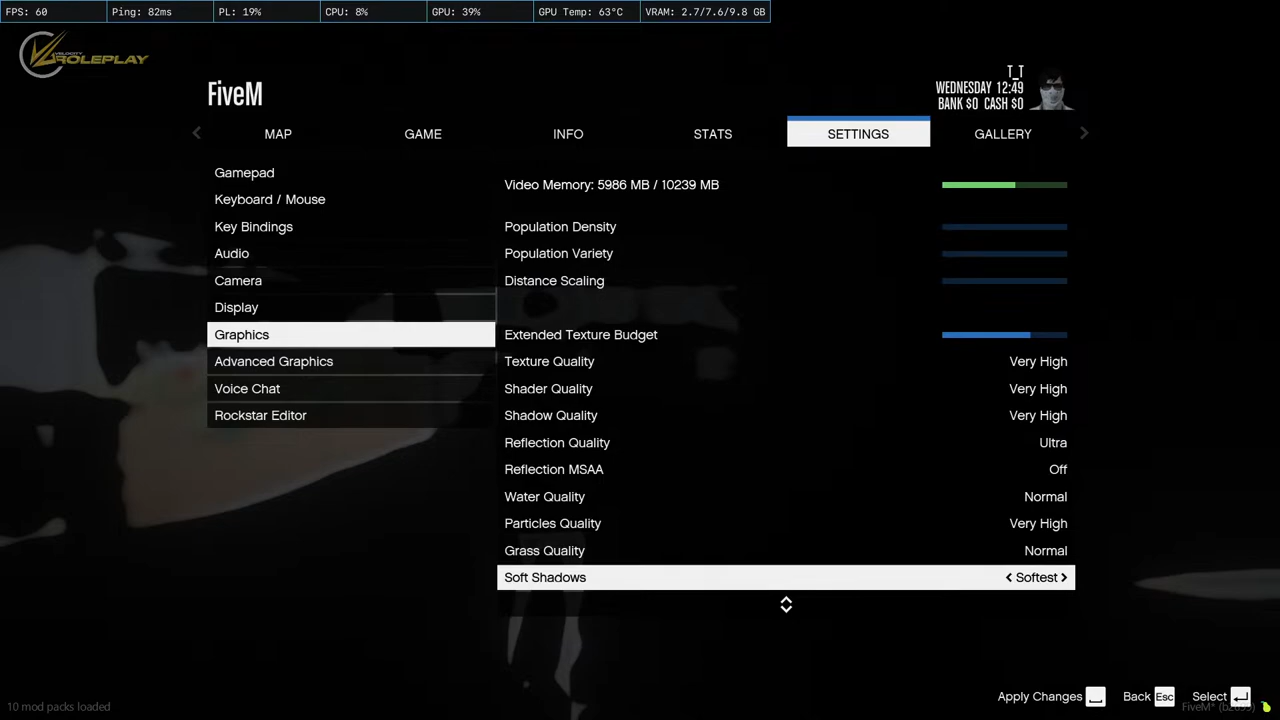 FPS: 60 Ping: 82ms PL: 19% CPU: 8% GPU: 39% GPU Temp: 63°C VRAM: 2.7/7.6/9.8 GB
VELOCITY
ROLEPLAY
FiveM
T_T
WEDNESDAY 12:49
BANK $0 CASH $0
MAP GAME INFO STATS SETTINGS GALLERY
Gamepad
Keyboard / Mouse
Key Bindings
Audio
Camera
Display
Graphics
Advanced Graphics
Voice Chat
Rockstar Editor
Video Memory: 5986 MB / 10239 MB
Population Density
Population Variety
Distance Scaling
Extended Texture Budget
Texture Quality Very High
Shader Quality Very High
Shadow Quality Very High
Reflection Quality Ultra
Reflection MSAA Off
Water Quality Normal
Particles Quality Very High
Grass Quality Normal
Soft Shadows Softest
Apply Changes Back Esc Select
10 mod packs loaded
FiveM*